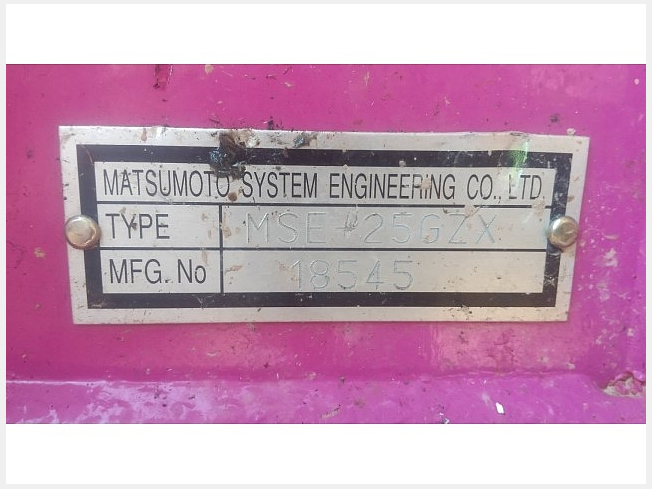 MATSUMOTO SYSTEM ENGINEERING CO., LTD.
TYPE MSE-25GZX
MFG. No 18545